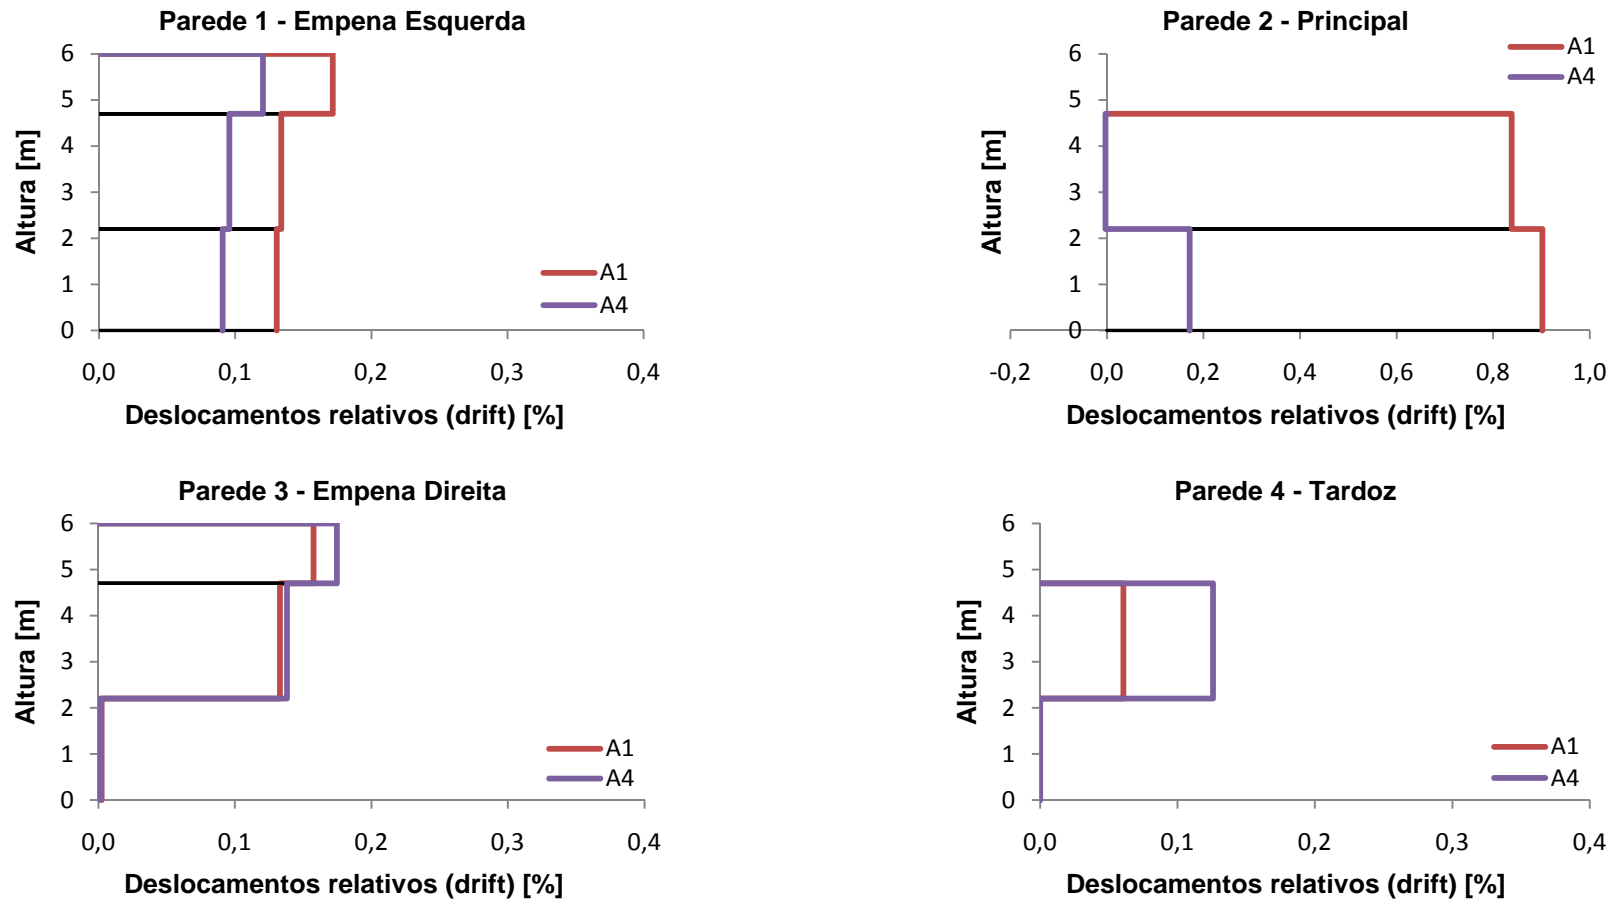 Parede 1 - Empena Esquerda
Altura [m]
6
5
4
3
2
1
0
A1
A4
0,0 0,1 0,2 0,3 0,4
Deslocamentos relativos (drift) [%]
Parede 2 - Principal
Altura [m]
6
5
4
3
2
1
0
A1
A4
-0,2 0,0 0,2 0,4 0,6 0,8 1,0
Deslocamentos relativos (drift) [%]
Parede 3 - Empena Direita
Altura [m]
6
5
4
3
2
1
0
A1
A4
0,0 0,1 0,2 0,3 0,4
Deslocamentos relativos (drift) [%]
Parede 4 - Tardoz
Altura [m]
6
5
4
3
2
1
0
A1
A4
0,0 0,1 0,2 0,3 0,4
Deslocamentos relativos (drift) [%]